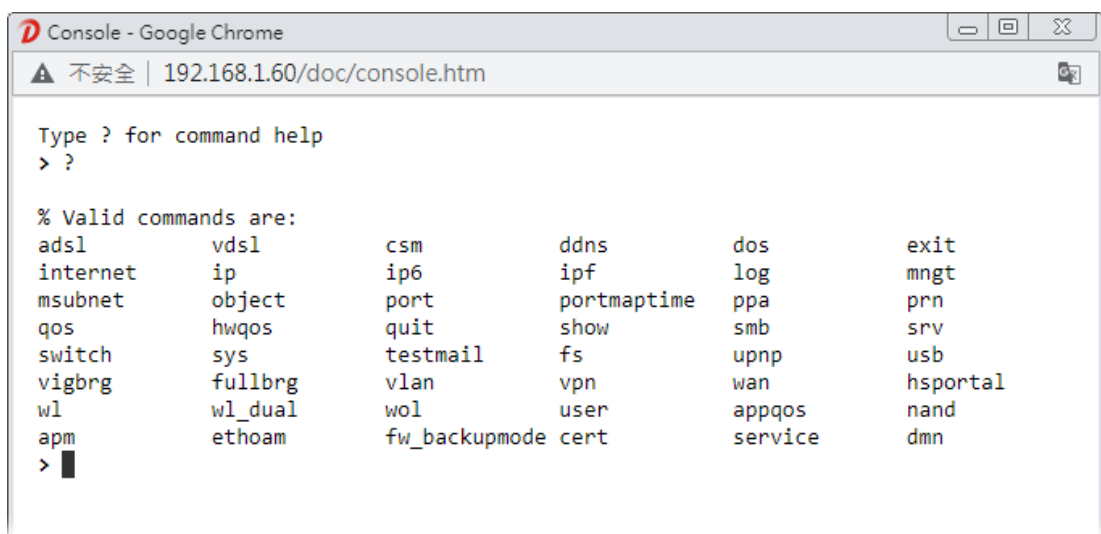 Console - Google Chrome
不安全 | 192.168.1.60/doc/console.htm
Type ? for command help
> ?
% Valid commands are:
adsl vdsl csm ddns dos exit
internet ip ip6 ipf log mngt
msubnet object port portmaptime ppa prn
qos hwqos quit show smb srv
switch sys testmail fs upnp usb
vigbrg fullbrg vlan vpn wan hsportal
wl wl_dual wol user appqos nand
apm ethoam fw_backupmode cert service dmn
>